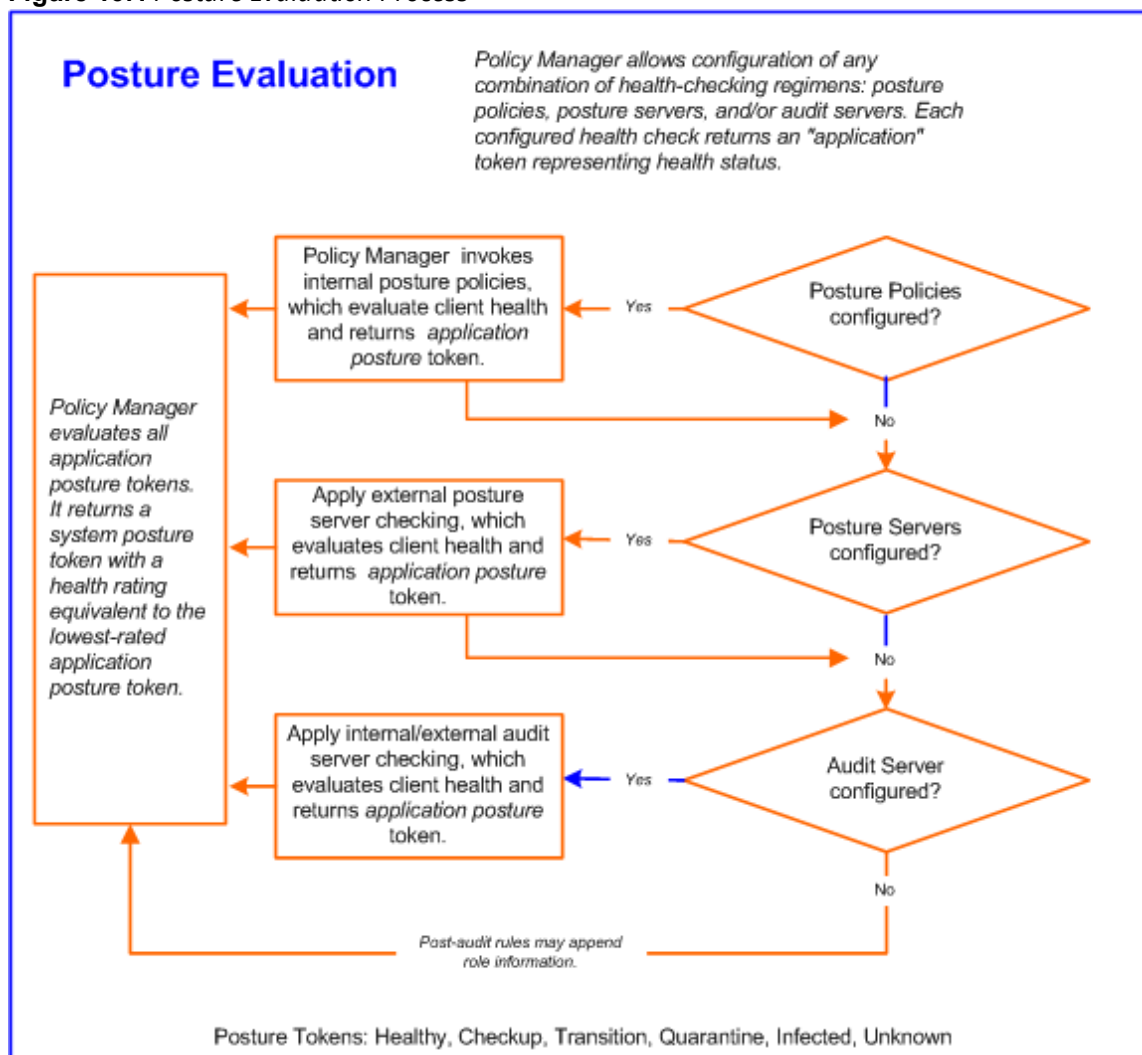 Posture Evaluation
Policy Manager allows configuration of any
combination of health-checking regimens: posture
policies, posture servers, and/or audit servers. Each
configured health check returns an "application"
token representing health status.
Policy Manager invokes
internal posture policies,
which evaluate client health
and returns application
posture token.
Yes
Posture Policies
configured?
No
Policy Manager
evaluates all
application
posture tokens.
It returns a
system posture
token with a
health rating
equivalent to the
lowest-rated
application
posture token.
Apply external posture
server checking, which
evaluates client health and
returns application posture
token.
Yes
Posture Servers
configured?
No
Apply internal/external audit
server checking, which
evaluates client health and
returns application posture
token.
Yes
Audit Server
configured?
No
Post-audit rules may append
role information.
Posture Tokens: Healthy, Checkup, Transition, Quarantine, Infected, Unknown